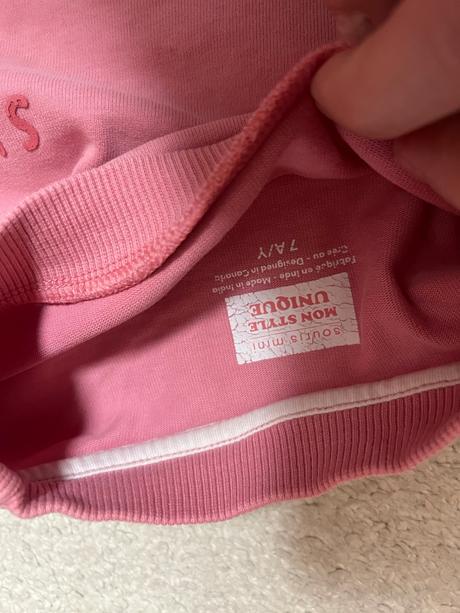 souris mini
MON STYLE
UNIQUE
7 A/Y
Créé au - Designed in Canada
Fabriqué en Inde - Made in India
S